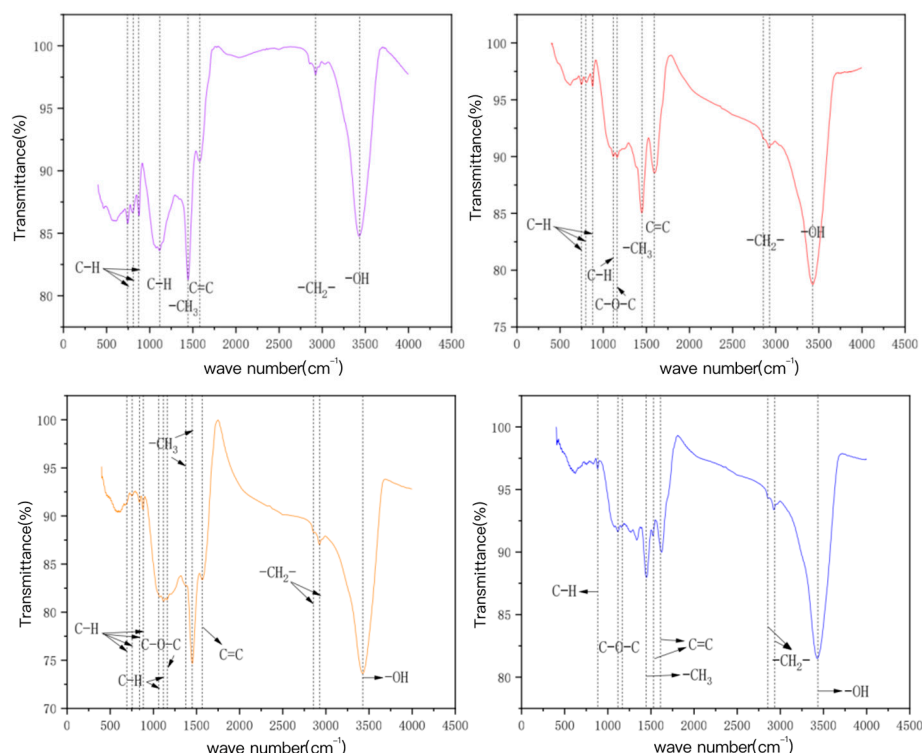 Transmittance(%)
100
95
90
85
80
C-H
C-H
-CH3
C=C
-CH2-
-OH
0 500 1000 1500 2000 2500 3000 3500 4000 4500
wave number(cm-1)
Transmittance(%)
100
95
90
85
80
75
C-H
C-H
C-O-C
-CH3
C=C
-CH2-
-OH
0 500 1000 1500 2000 2500 3000 3500 4000 4500
wave number(cm-1)
Transmittance(%)
100
95
90
85
80
75
70
-CH3
C-H
C-O-C
C-H
C=C
-CH2-
-OH
0 500 1000 1500 2000 2500 3000 3500 4000 4500
wave number(cm-1)
Transmittance(%)
100
95
90
85
80
C-H
C-O-C
C=C
-CH3
-CH2-
-OH
0 500 1000 1500 2000 2500 3000 3500 4000 4500
wave number(cm-1)